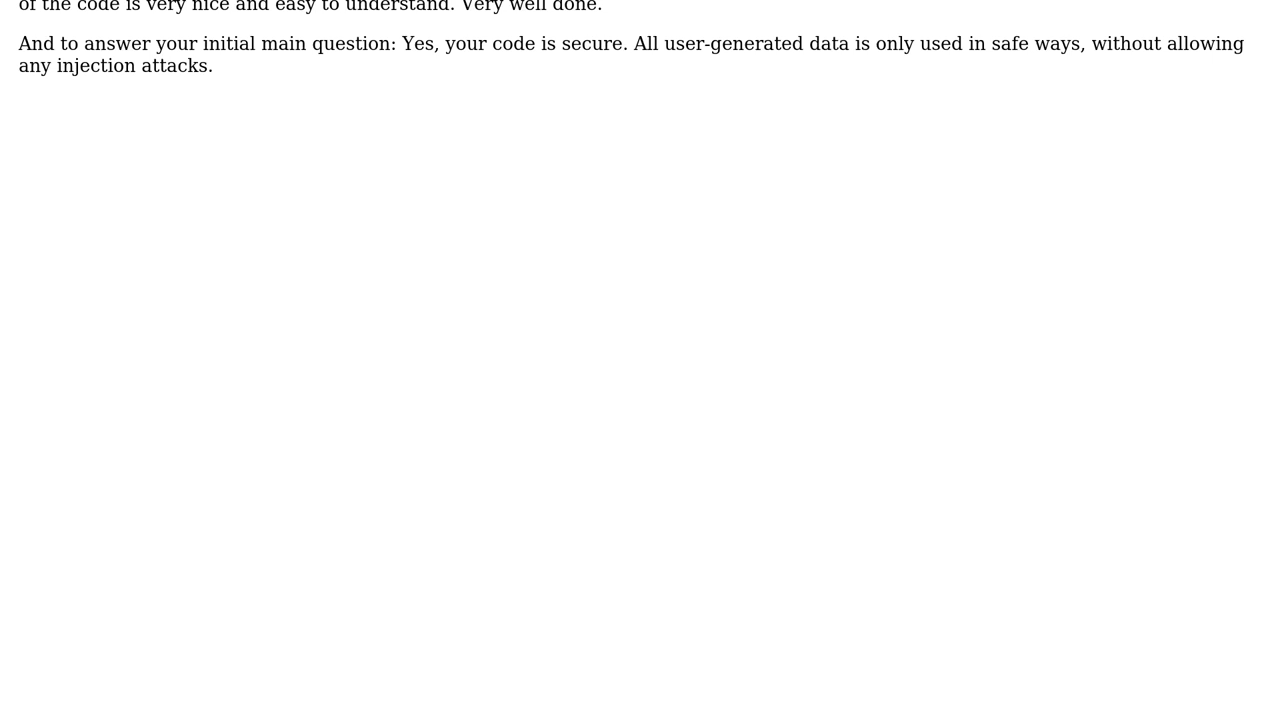 of the code is very nice and easy to understand. Very well done.
And to answer your initial main question: Yes, your code is secure. All user-generated data is only used in safe ways, without allowing
any injection attacks.